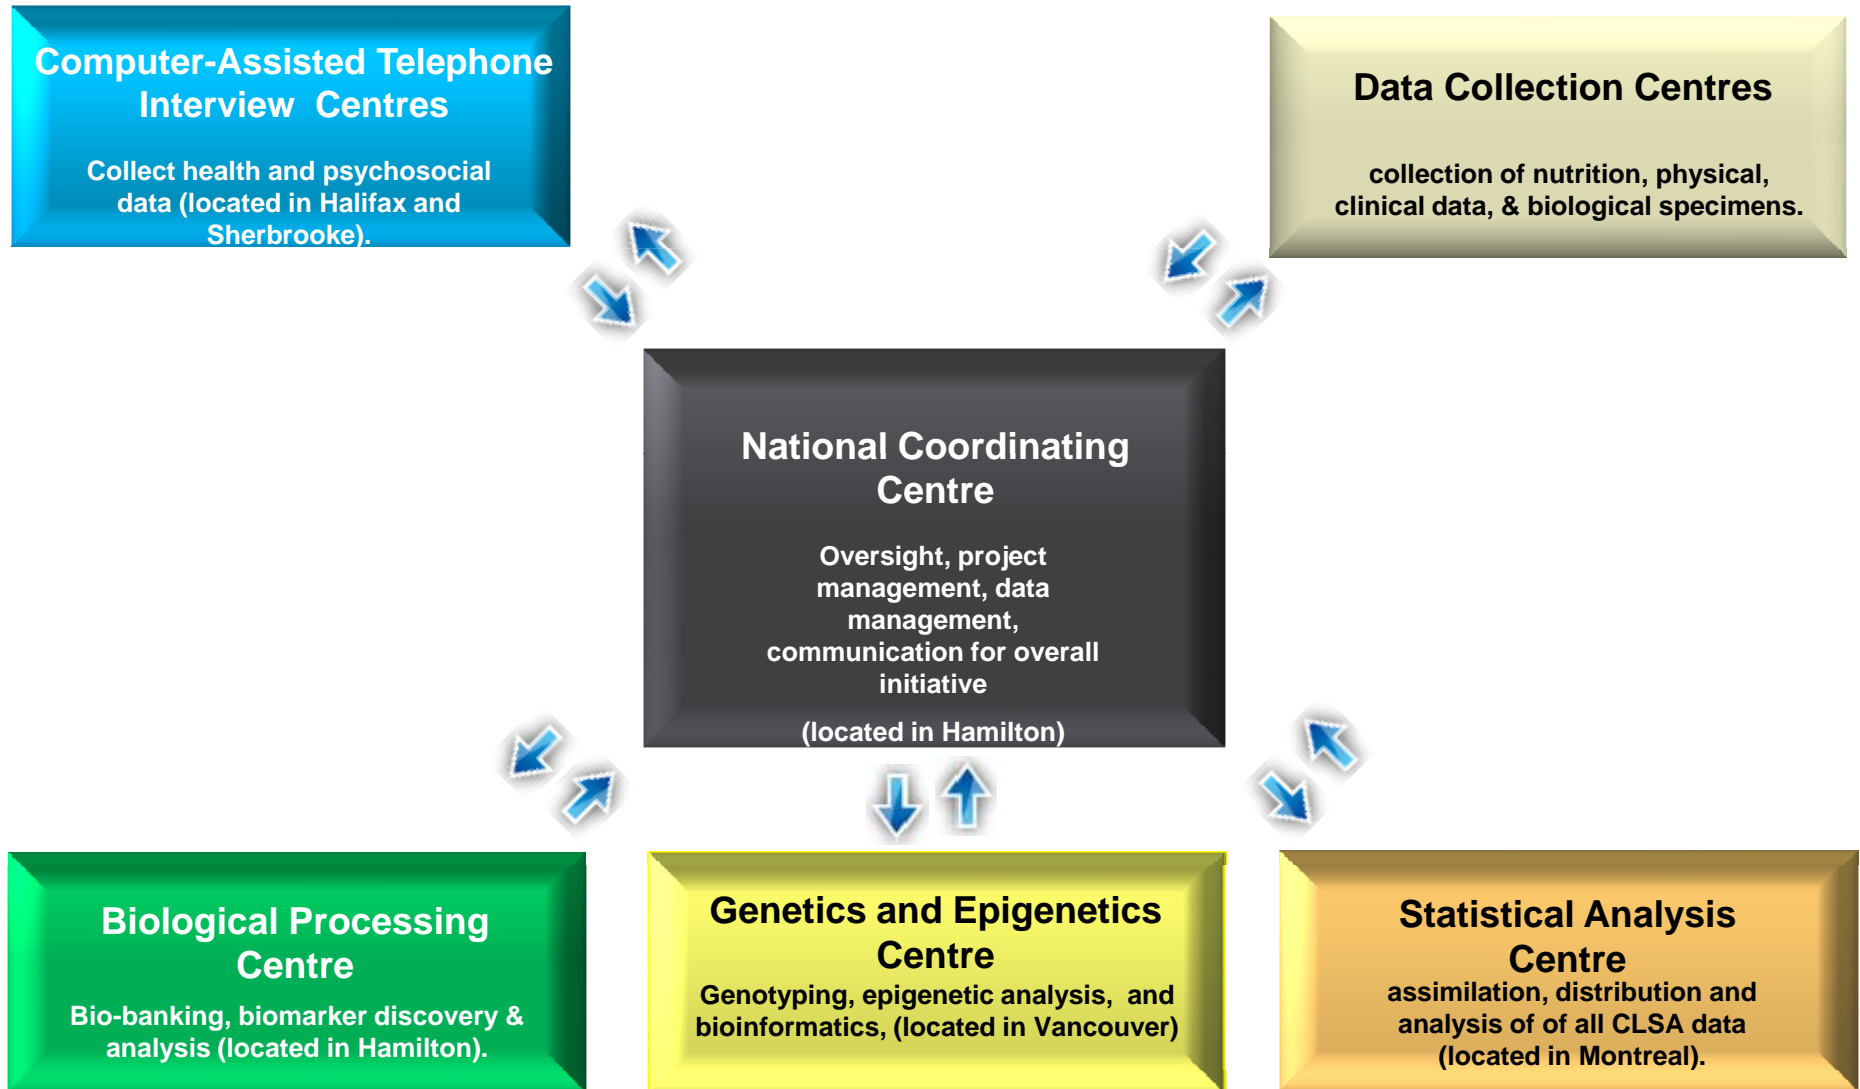 Computer-Assisted Telephone
Interview Centres
Collect health and psychosocial
data (located in Halifax and
Sherbrooke).
Data Collection Centres
collection of nutrition, physical,
clinical data, & biological specimens.
National Coordinating
Centre
Oversight, project
management, data
management,
communication for overall
initiative
(located in Hamilton)
Biological Processing
Centre
Bio-banking, biomarker discovery &
analysis (located in Hamilton).
Genetics and Epigenetics
Centre
Genotyping, epigenetic analysis, and
bioinformatics, (located in Vancouver)
Statistical Analysis
Centre
assimilation, distribution and
analysis of of all CLSA data
(located in Montreal).